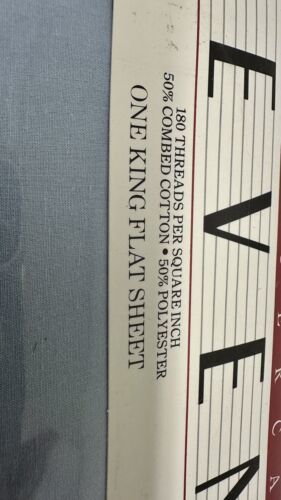 EVEN
180 THREADS PER SQUARE INCH
50% COMBED COTTON • 50% POLYESTER
ONE KING FLAT SHEET